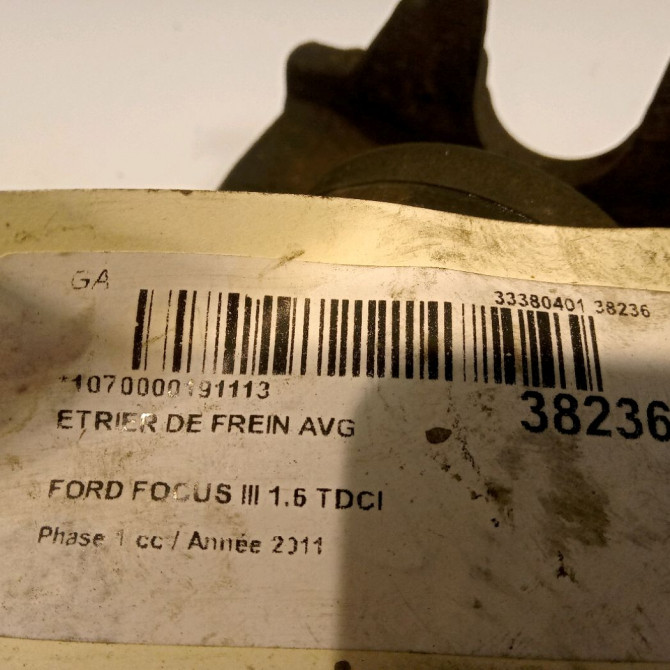 GA
33380401 38236
*1070000191113
38236
ETRIER DE FREIN AVG
FORD FOCUS III 1.6 TDCI
Phase 1 cc / Année 2011